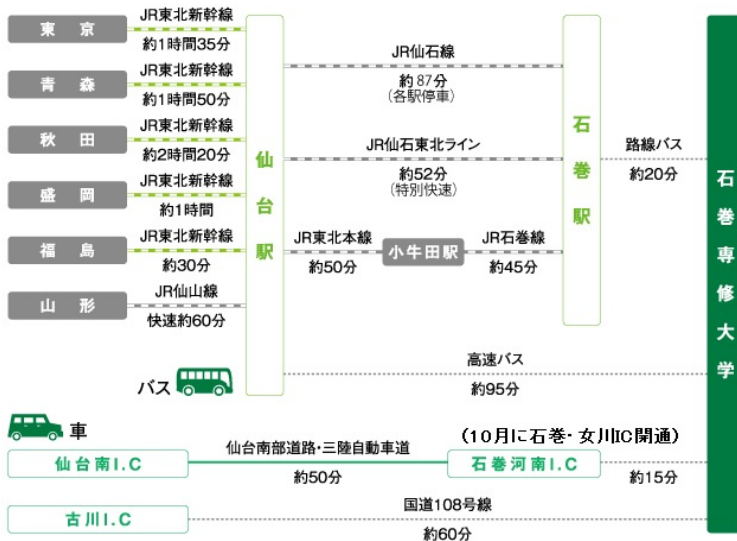 東京
JR東北新幹線
約1時間35分
青森
JR東北新幹線
約1時間50分
秋田
JR東北新幹線
約2時間20分
盛岡
JR東北新幹線
約1時間
福島
JR東北新幹線
約30分
山形
JR仙山線
快速約60分
仙台駅
JR仙石線
約87分
(各駅停車)
JR仙石東北ライン
約52分
(特別快速)
JR東北本線
約50分
小牛田駅
JR石巻線
約45分
石巻駅
路線バス
約20分
石巻専修大学
バス
高速バス
約95分
車
仙台南I.C
仙台南部道路・三陸自動車道
約50分
(10月に石巻・女川IC開通)
石巻河南I.C
約15分
古川I.C
国道108号線
約60分